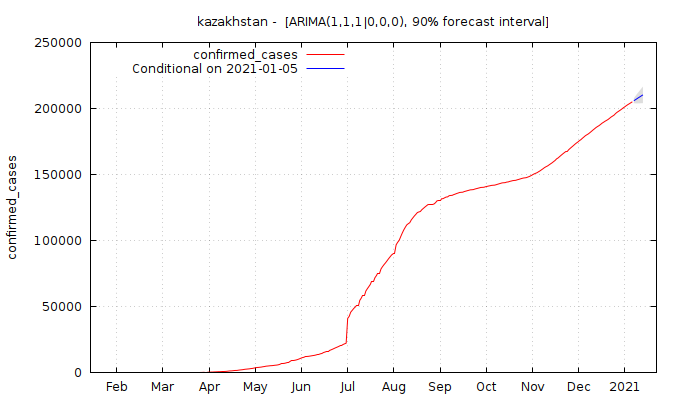 kazakhstan -  [ARIMA(1,1,1|0,0,0), 90% forecast interval]
confirmed_cases
Conditional on 2021-01-05
250000
200000
150000
100000
50000
0
confirmed_cases
Feb Mar Apr May Jun Jul Aug Sep Oct Nov Dec 2021